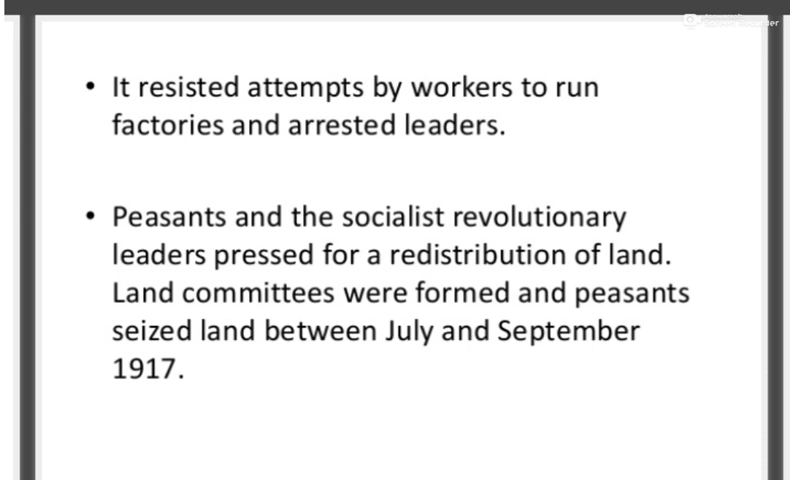 • It resisted attempts by workers to run
factories and arrested leaders.
• Peasants and the socialist revolutionary
leaders pressed for a redistribution of land.
Land committees were formed and peasants
seized land between July and September
1917.